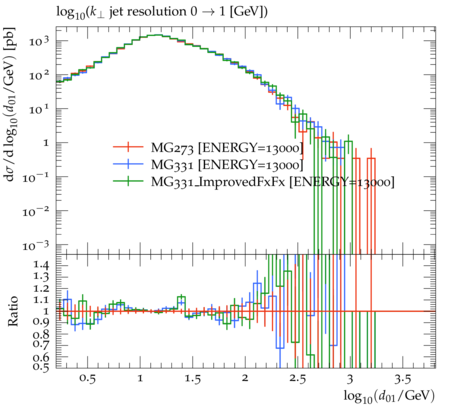 log₁₀(k⊥ jet resolution 0 → 1 [GeV])
dσ/d log₁₀(d₀₁/GeV) [pb]
10³
10²
10¹
1
10⁻¹
10⁻²
10⁻³
MG273 [ENERGY=13000]
MG331 [ENERGY=13000]
MG331_ImprovedFxFx [ENERGY=13000]
Ratio
1.4
1.3
1.2
1.1
1
0.9
0.8
0.7
0.6
0.5
0.5 1 1.5 2 2.5 3 3.5
log₁₀(d₀₁/GeV)